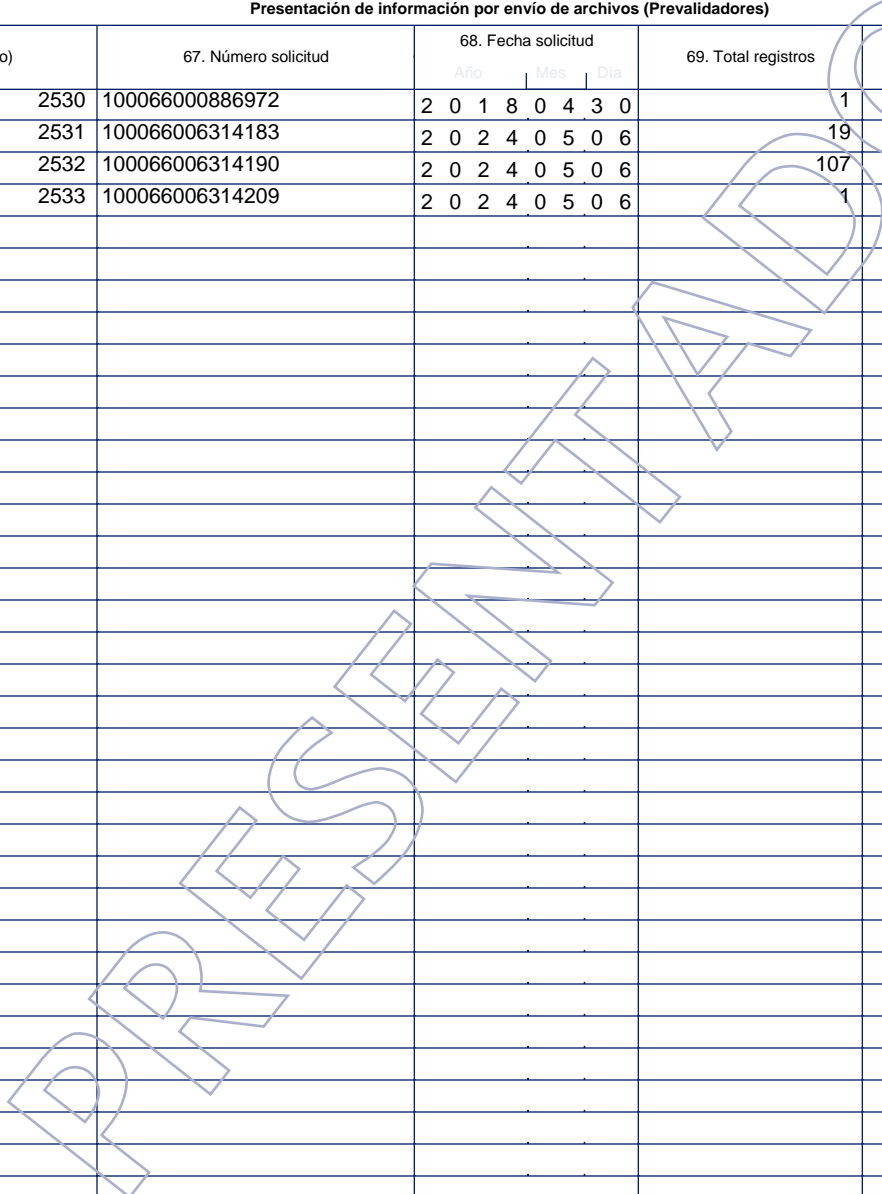 Presentación de información por envío de archivos (Prevalidadores)
o) 67. Número solicitud 68. Fecha solicitud 69. Total registros
Año Mes Día
2530 100066000886972 2 0 1 8 0 4 3 0 1
2531 100066006314183 2 0 2 4 0 5 0 6 19
2532 100066006314190 2 0 2 4 0 5 0 6 107
2533 100066006314209 2 0 2 4 0 5 0 6 1
PRESENTADO